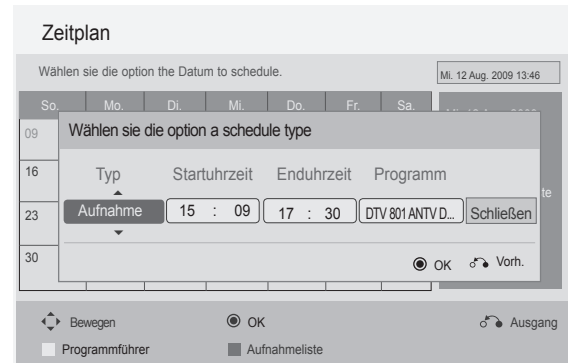 Zeitplan
Wählen sie die option the Datum to schedule.
Mi. 12 Aug. 2009 13:46
So. Mo. Di. Mi. Do. Fr. Sa.
09
Wählen sie die option a schedule type
16
Typ Startuhrzeit Enduhrzeit Programm
te
23
Aufnahme 15 : 09 17 : 30 DTV 801 ANTV D... Schließen
30
OK Vorh.
Bewegen OK Ausgang
Programmführer Aufnahmeliste